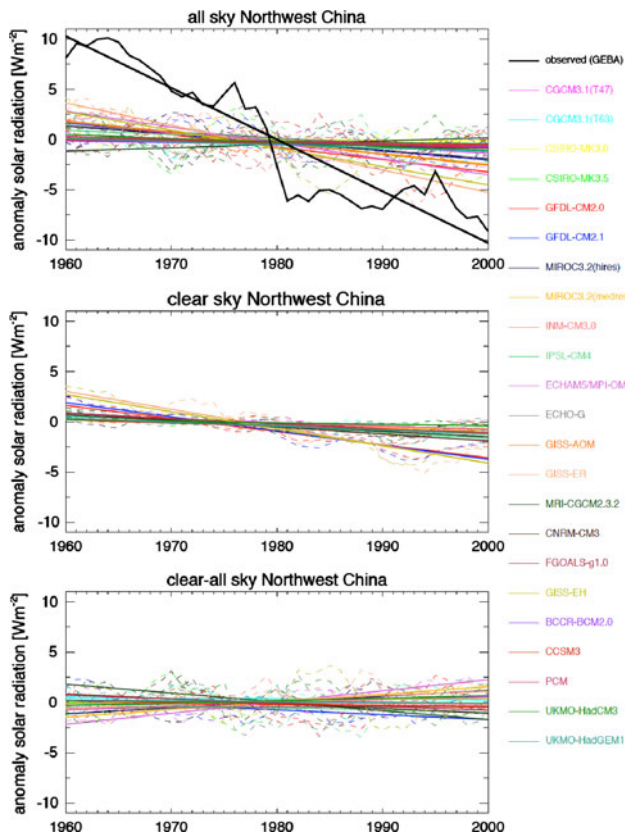 all sky Northwest China
anomaly solar radiation [Wm-2]
10
5
0
-5
-10
1960 1970 1980 1990 2000
clear sky Northwest China
anomaly solar radiation [Wm-2]
10
5
0
-5
-10
1960 1970 1980 1990 2000
clear-all sky Northwest China
anomaly solar radiation [Wm-2]
10
5
0
-5
-10
1960 1970 1980 1990 2000
observed (GEBA)
CGCM3.1(T47)
CGCM3.1(T63)
CSIRO-MK3.0
CSIRO-MK3.5
GFDL-CM2.0
GFDL-CM2.1
MIROC3.2(hires)
MIROC3.2(medres
INM-CM3.0
IPSL-CM4
ECHAM5/MPI-OM
ECHO-G
GISS-AOM
GISS-ER
MRI-CGCM2.3.2
CNRM-CM3
FGOALS-g1.0
GISS-EH
BCCR-BCM2.0
CCSM3
PCM
UKMO-HadCM3
UKMO-HadGEM1